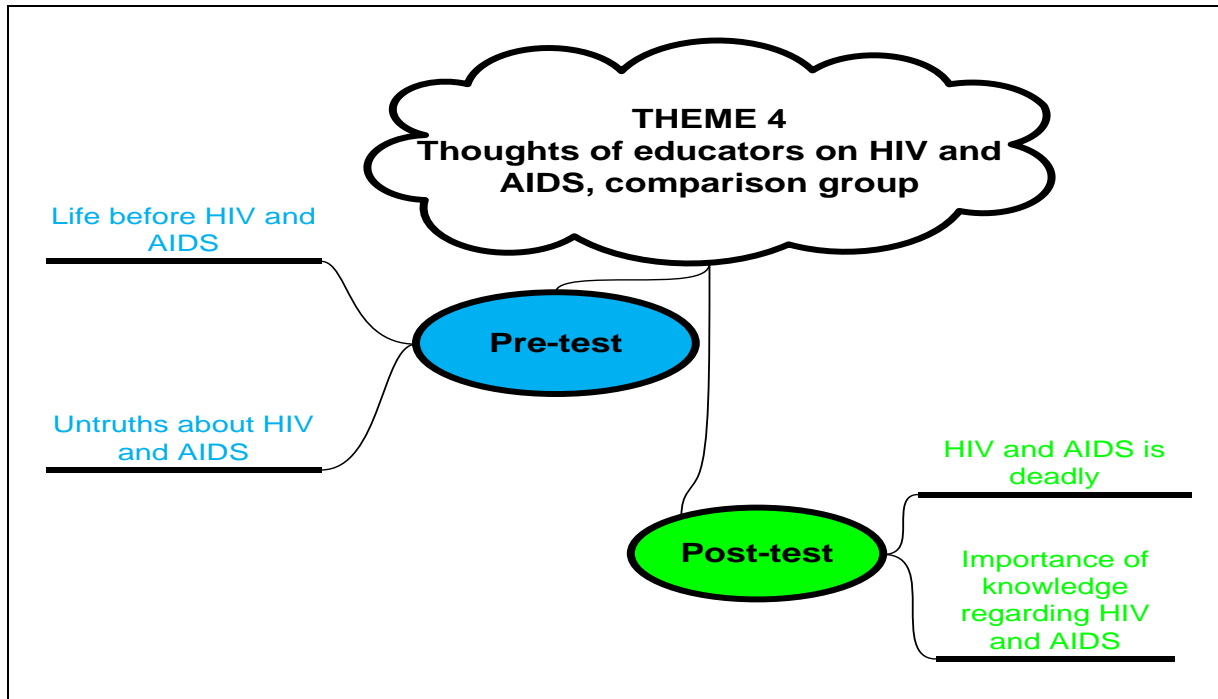 THEME 4
Thoughts of educators on HIV and
AIDS, comparison group
Life before HIV and
AIDS
Pre-test
Untruths about HIV
and AIDS
HIV and AIDS is
deadly
Post-test
Importance of
knowledge
regarding HIV
and AIDS